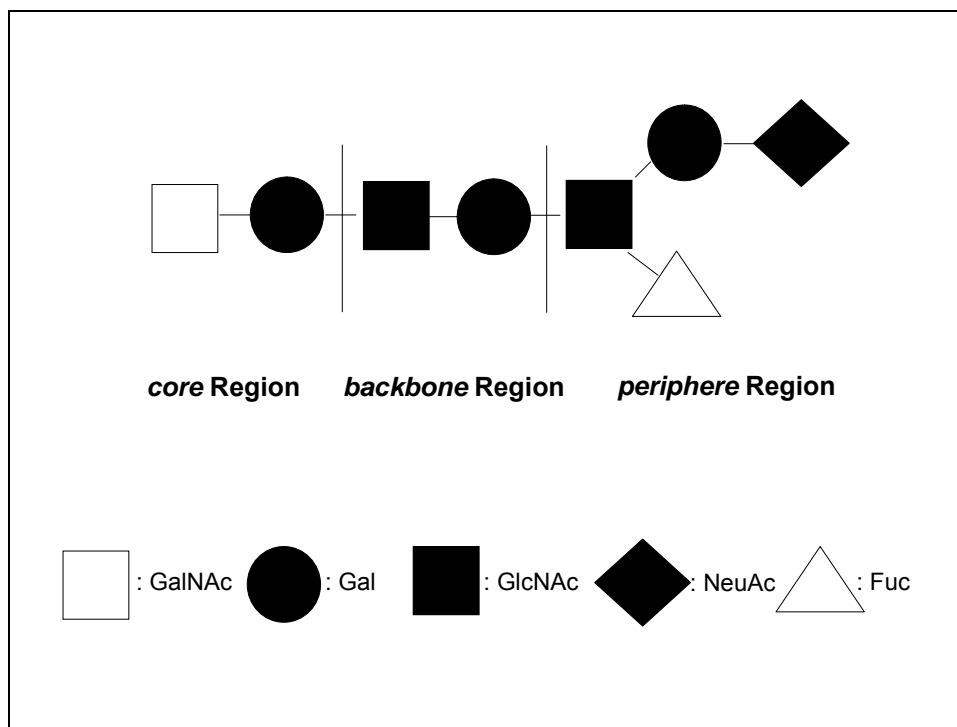 core Region backbone Region periphere Region
: GalNAc : Gal : GlcNAc : NeuAc : Fuc